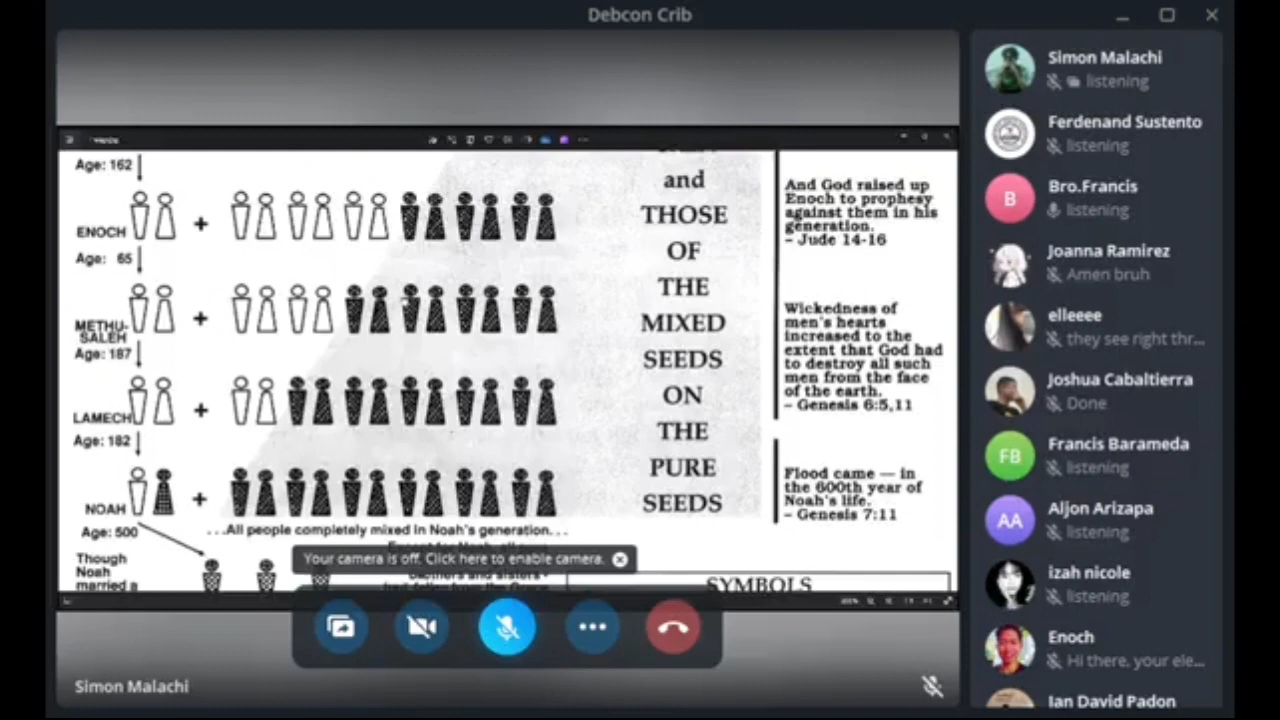 Debcon Crib
Age: 162
ENOCH
+
Age: 65
METHU-
SALEH
+
Age: 187
LAMECH
+
Age: 182
NOAH
+
Age: 500
...All people completely mixed in Noah's generation...
Though
Noah
married a
and
THOSE
OF
THE
MIXED
SEEDS
ON
THE
PURE
SEEDS
And God raised up
Enoch to prophesy
against them in his
generation.
– Jude 14-16
Wickedness of
men's hearts
increased to the
extent that God had
to destroy all such
men from the face
of the earth.
– Genesis 6:5,11
Flood came — in
the 600th year of
Noah's life.
– Genesis 7:11
SYMBOLS
Your camera is off. Click here to enable camera.
brothers and sisters
Simon Malachi
Simon Malachi
listening
Ferdenand Sustento
listening
B
Bro.Francis
listening
Joanna Ramirez
Amen bruh
elleeee
they see right thr...
Joshua Cabaltierra
Done
FB
Francis Barameda
listening
AA
Aljon Arizapa
listening
izah nicole
listening
Enoch
Hi there, your ele...
Ian David Padon